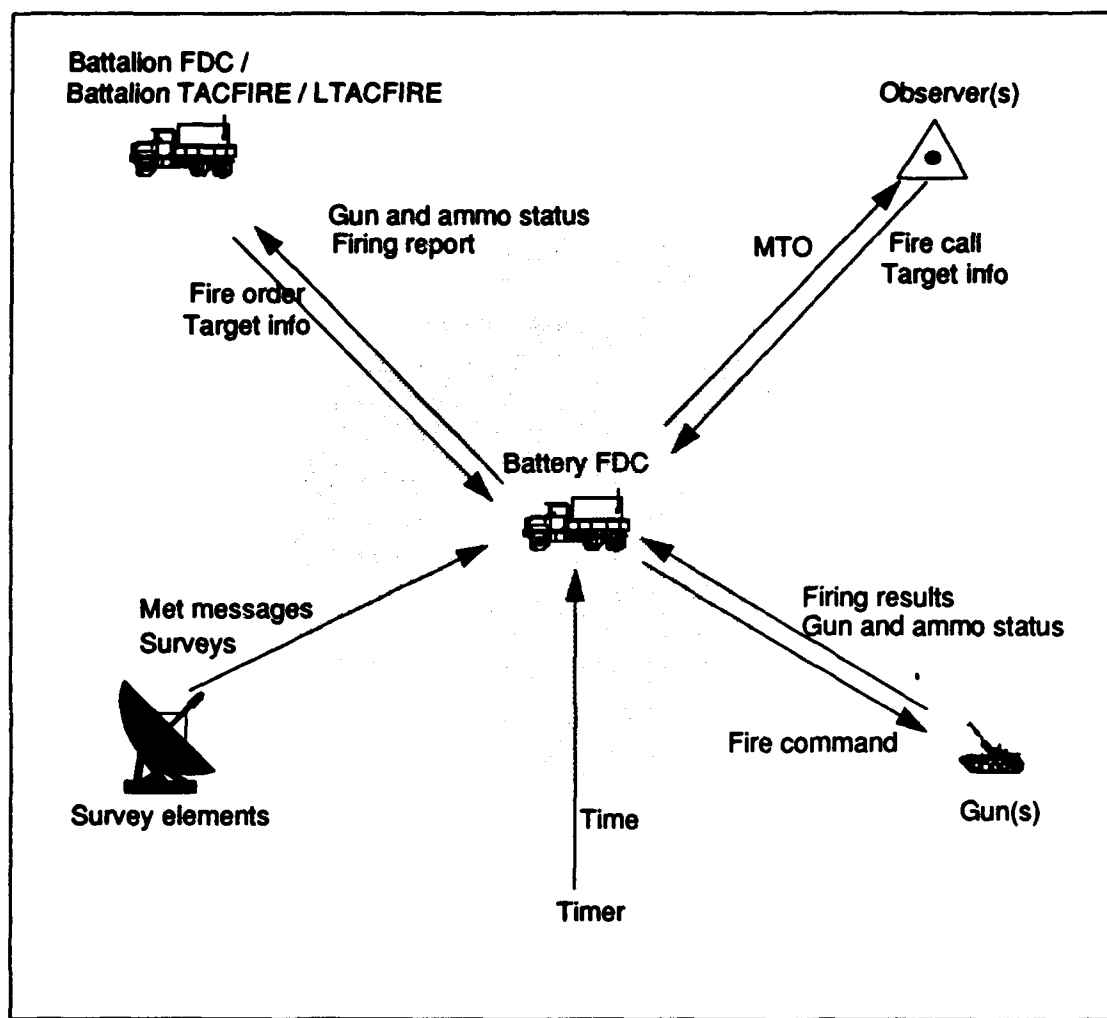 Battalion FDC /
Battalion TACFIRE / LTACFIRE
Observer(s)
Gun and ammo status
Firing report
MTO
Fire call
Target info
Fire order
Target info
Battery FDC
Met messages
Surveys
Firing results
Gun and ammo status
Fire command
Survey elements
Gun(s)
Time
Timer